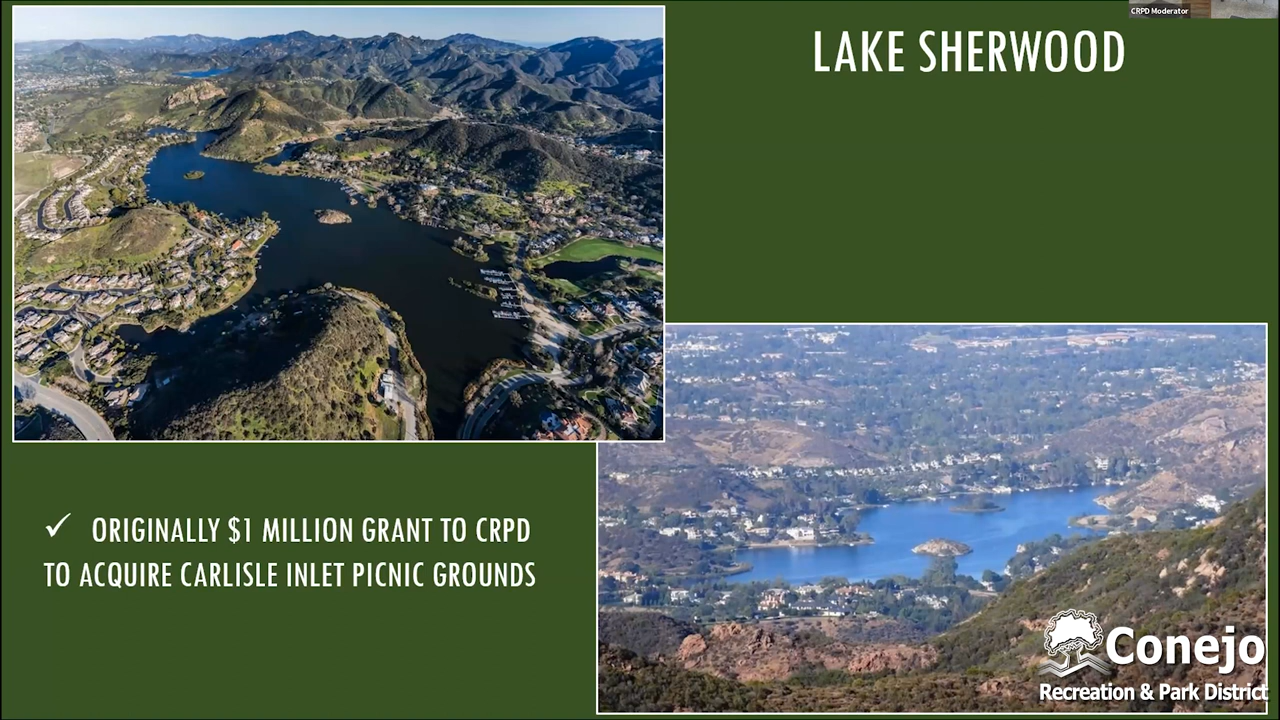 CRPD Moderator
LAKE SHERWOOD
✓ ORIGINALLY $1 MILLION GRANT TO CRPD
TO ACQUIRE CARLISLE INLET PICNIC GROUNDS
Conejo
Recreation & Park District